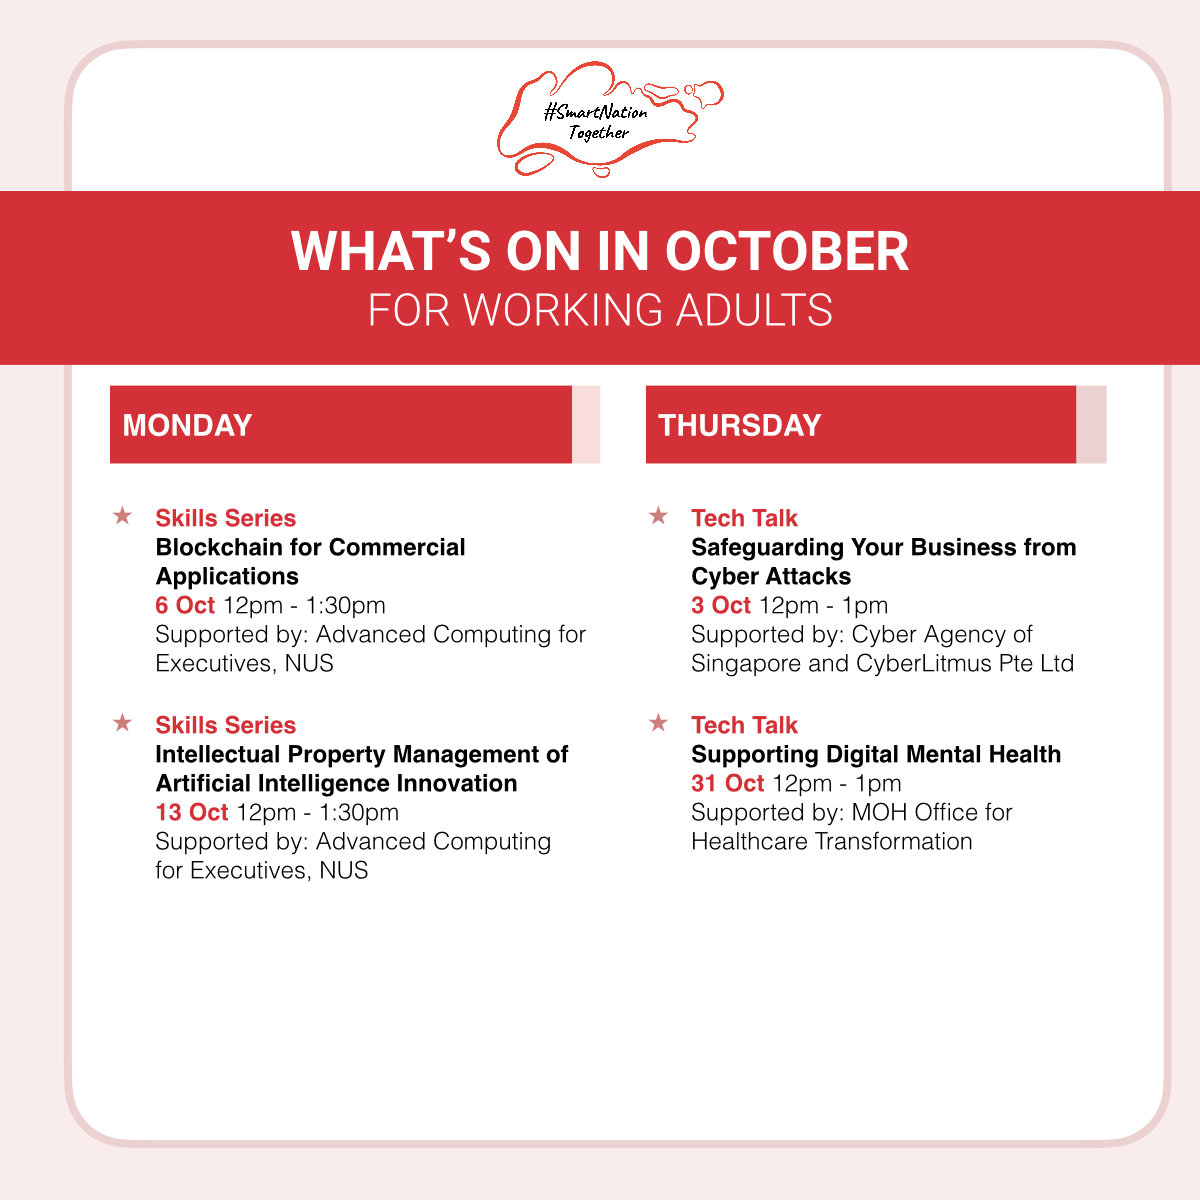 #SmartNation
Together
WHAT’S ON IN OCTOBER
FOR WORKING ADULTS
MONDAY
Skills Series
Blockchain for Commercial
Applications
6 Oct 12pm - 1:30pm
Supported by: Advanced Computing for
Executives, NUS
Skills Series
Intellectual Property Management of
Artificial Intelligence Innovation
13 Oct 12pm - 1:30pm
Supported by: Advanced Computing
for Executives, NUS
THURSDAY
Tech Talk
Safeguarding Your Business from
Cyber Attacks
3 Oct 12pm - 1pm
Supported by: Cyber Agency of
Singapore and CyberLitmus Pte Ltd
Tech Talk
Supporting Digital Mental Health
31 Oct 12pm - 1pm
Supported by: MOH Office for
Healthcare Transformation